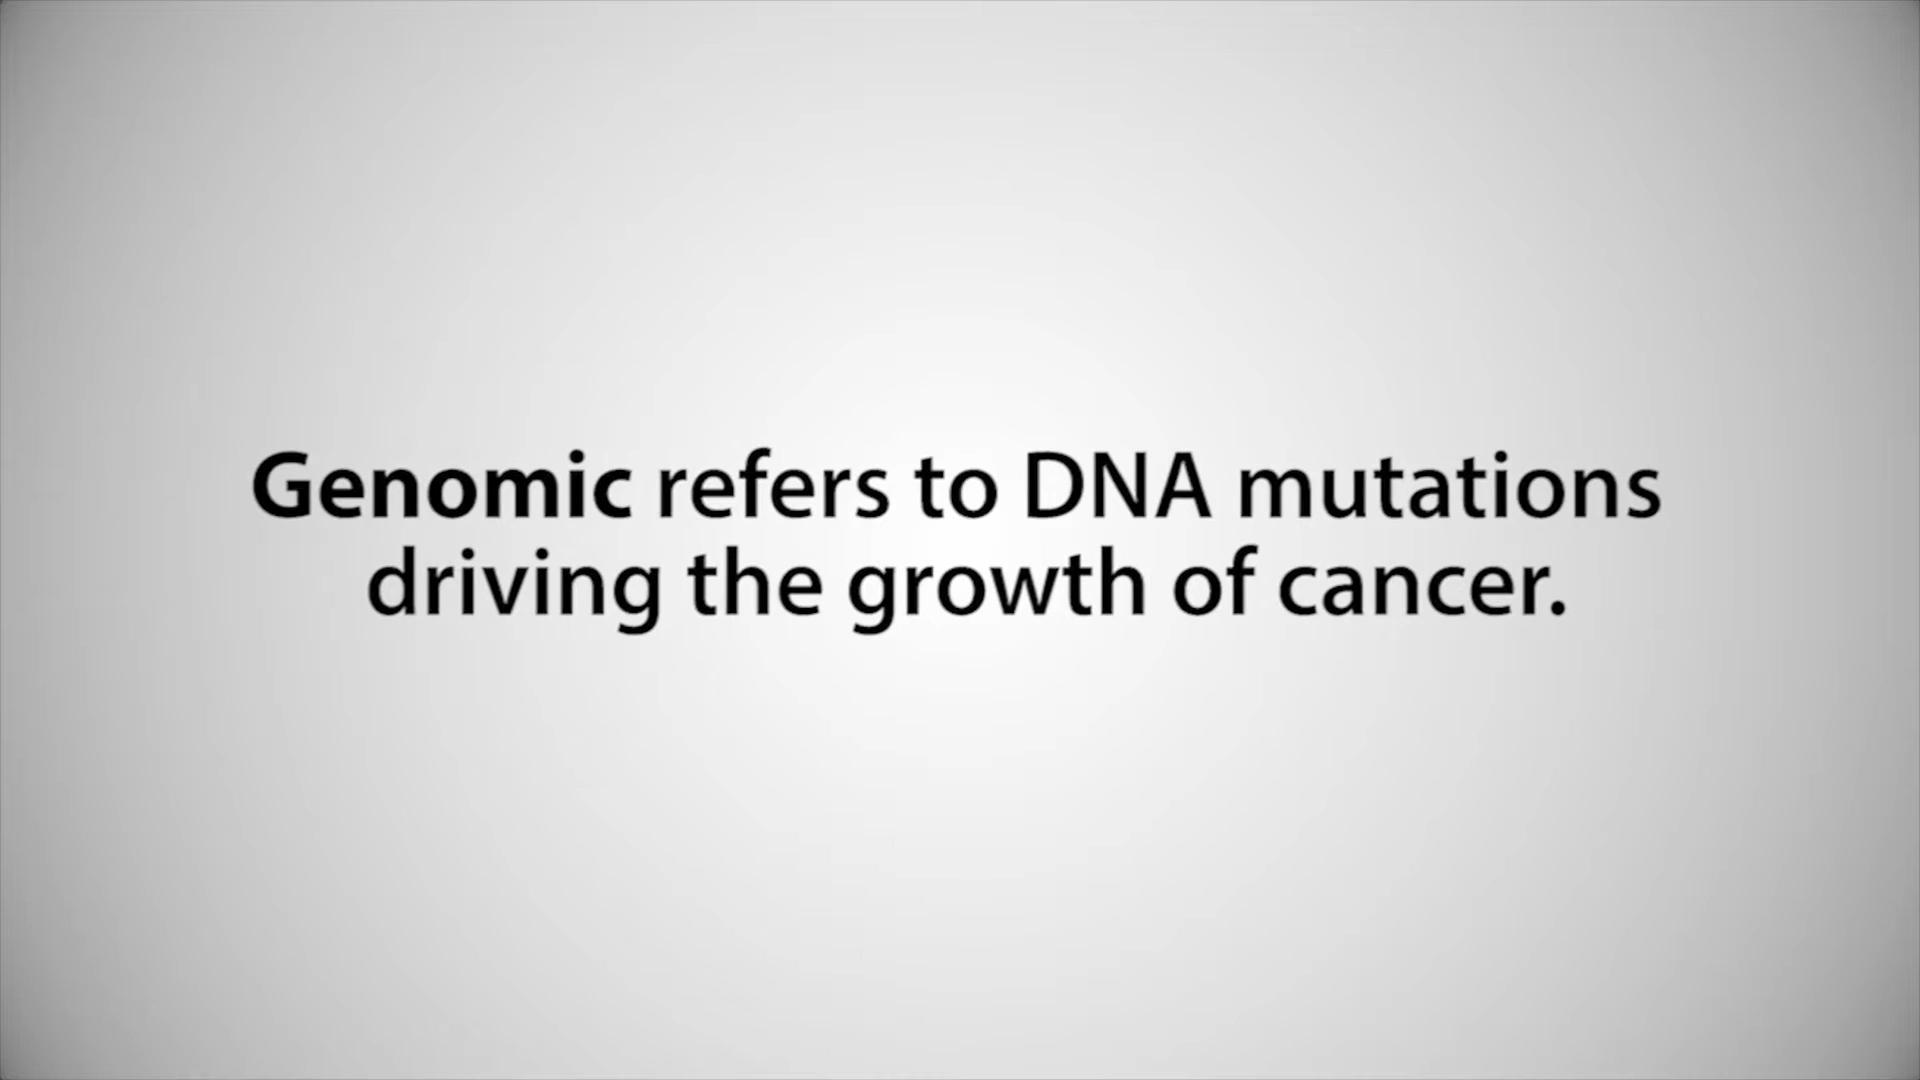 Genomic refers to DNA mutations
driving the growth of cancer.